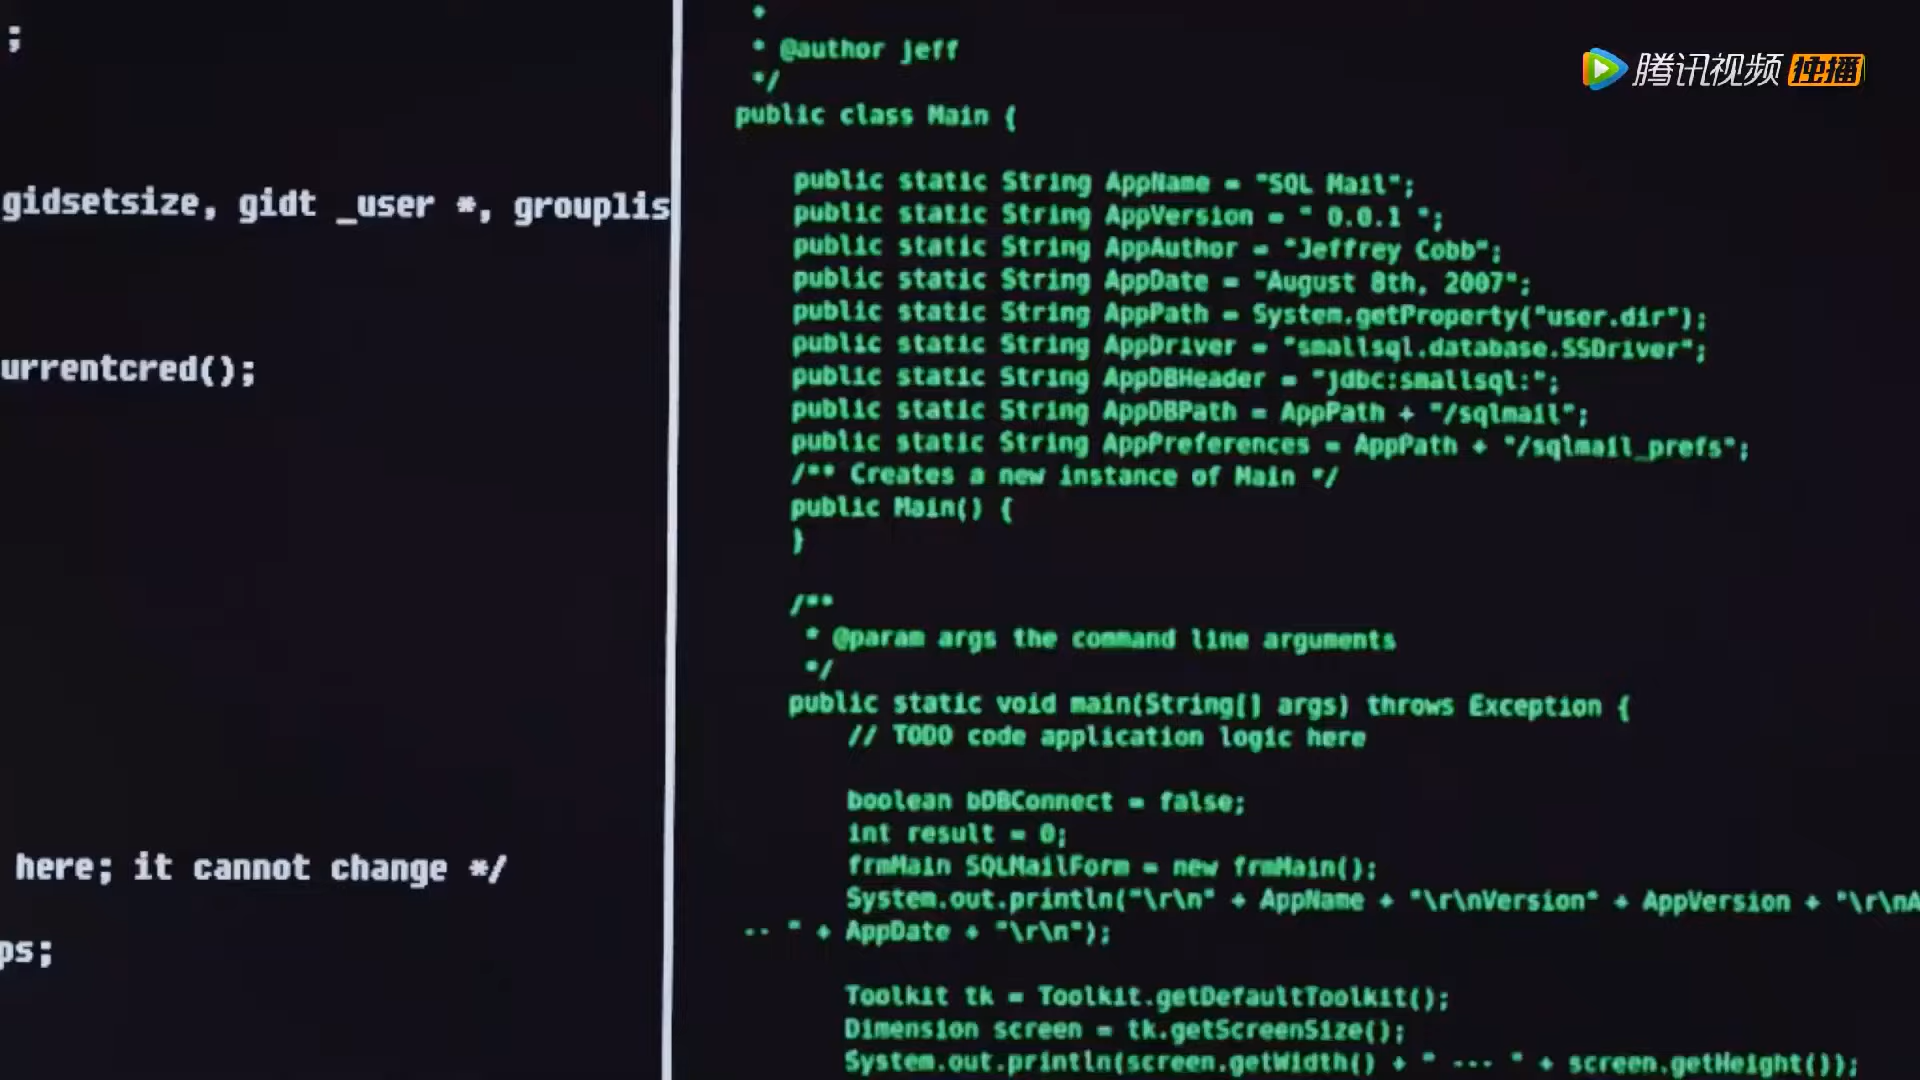 ;
gidsetsize, gidt _user *, grouplis
urrentcred();
here; it cannot change */
ps;
*
* @author jeff
*/
public class Main {
public static String AppName = "SQL Mail";
public static String AppVersion = " 0.0.1 ";
public static String AppAuthor = "Jeffrey Cobb";
public static String AppDate = "August 8th, 2007";
public static String AppPath = System.getProperty("user.dir");
public static String AppDriver = "smallsql.database.SSDriver";
public static String AppDBHeader = "jdbc:smallsql:";
public static String AppDBPath = AppPath + "/sqlmail";
public static String AppPreferences = AppPath + "/sqlmail_prefs";
/** Creates a new instance of Main */
public Main() {
}
/**
* @param args the command line arguments
*/
public static void main(String[] args) throws Exception {
// TODO code application logic here
boolean bDBConnect = false;
int result = 0;
frmMain SQLMailForm = new frmMain();
System.out.println("\r\n" + AppName + "\r\nVersion" + AppVersion + "\r\nA
-- " + AppDate + "\r\n");
Toolkit tk = Toolkit.getDefaultToolkit();
Dimension screen = tk.getScreenSize();
System.out.println(screen.getWidth() + " --- " + screen.getHeight());
腾讯视频 独播